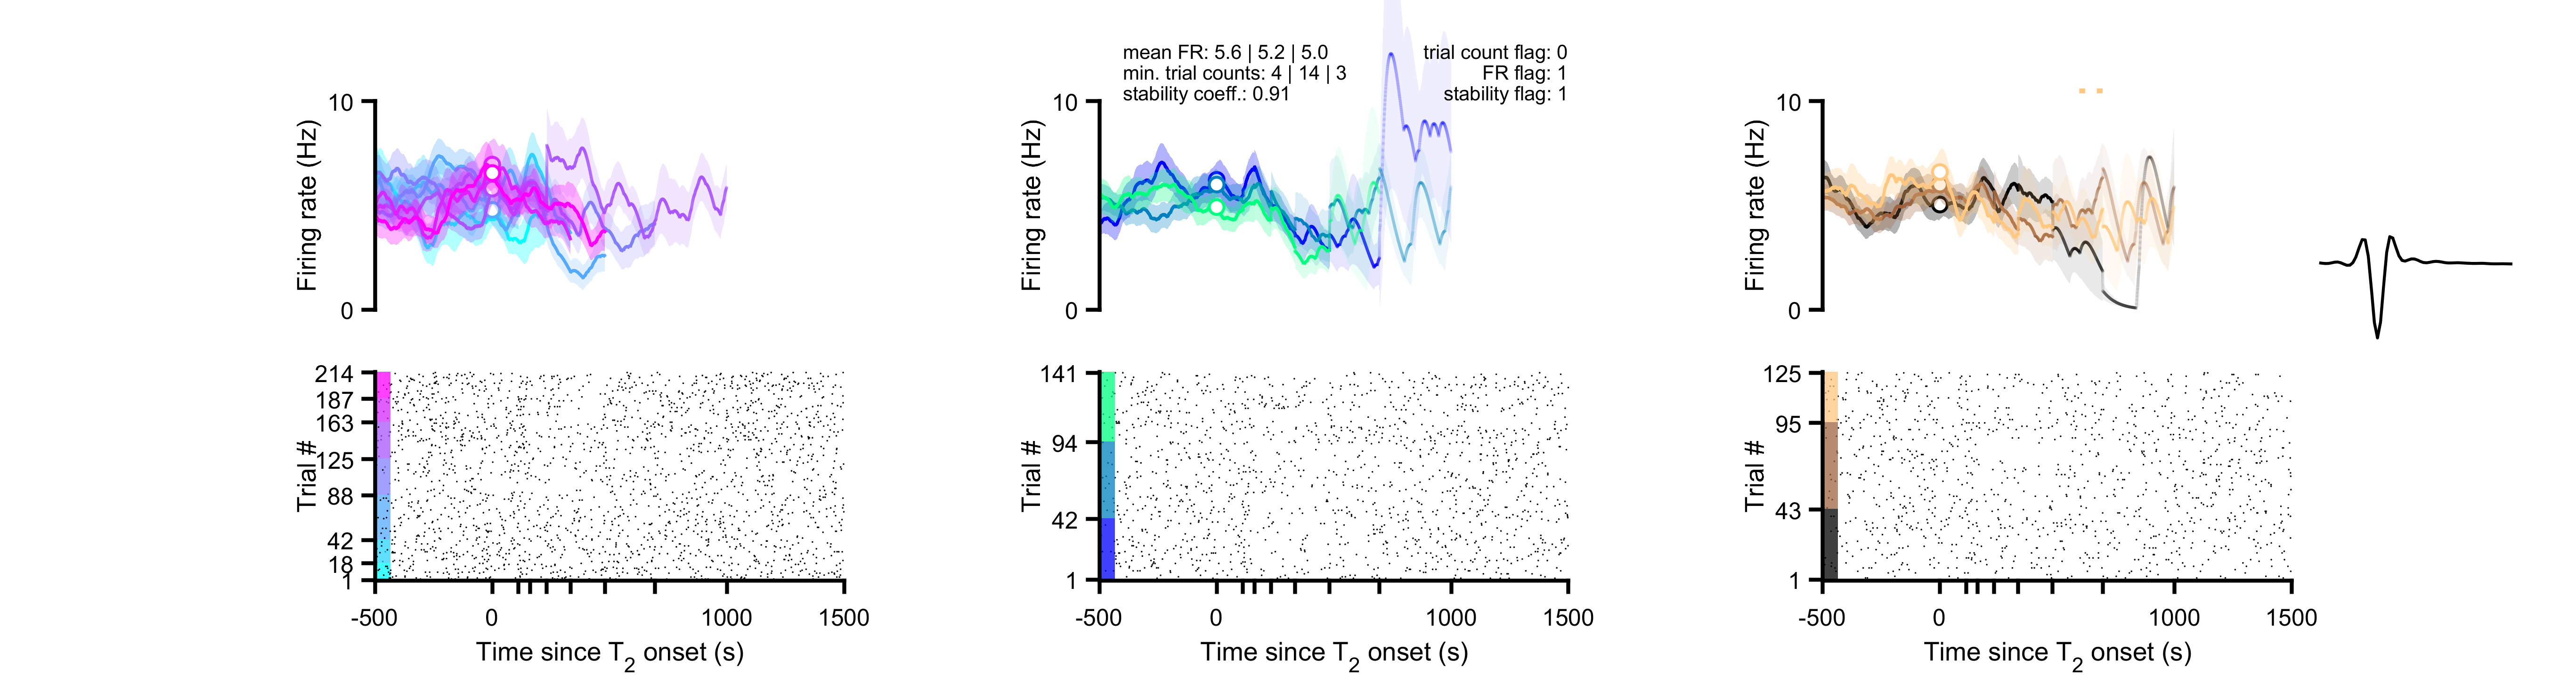 mean FR: 5.6 | 5.2 | 5.0
min. trial counts: 4 | 14 | 3
stability coeff.: 0.91
trial count flag: 0
FR flag: 1
stability flag: 1
10
0
Firing rate (Hz)
214
187
163
125
88
42
18
1
Trial #
-500
0
1000
1500
Time since T2 onset (s)
10
0
Firing rate (Hz)
141
94
42
1
Trial #
-500
0
1000
1500
Time since T2 onset (s)
10
0
Firing rate (Hz)
125
95
43
1
Trial #
-500
0
1000
1500
Time since T2 onset (s)